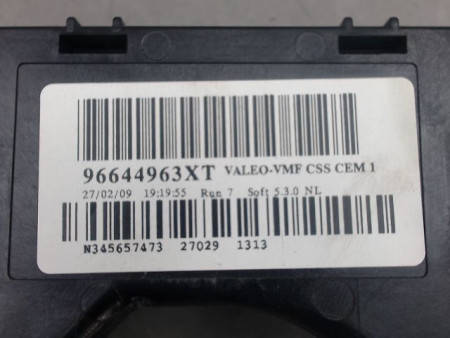 96644963XT VALEO-VMF CSS CEM 1
27/02/09 19:19:55 Run 7 Soft 5.3.0 NL
N345657473 27029 1313